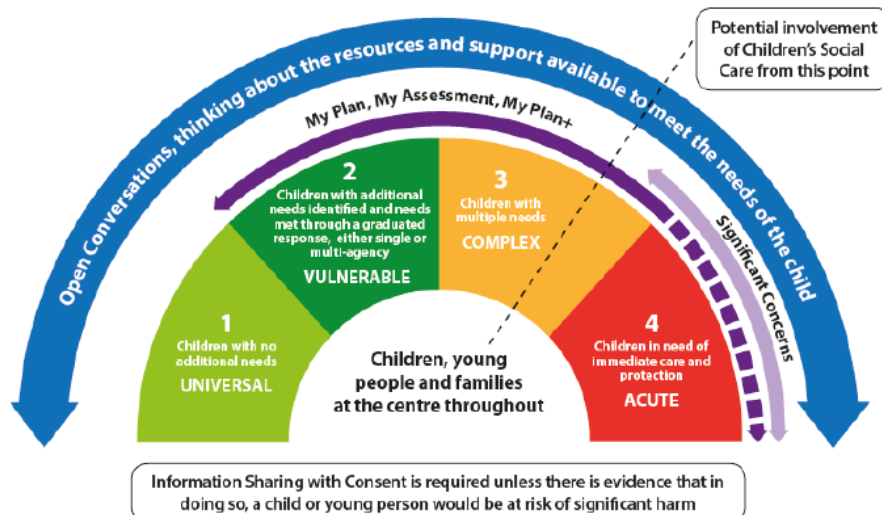 Potential involvement
of Children's Social
Care from this point
Open Conversations, thinking about the resources and support available to meet the needs of the child
My Plan, My Assessment, My Plan+
Significant Concerns
1
Children with no
additional needs
UNIVERSAL
2
Children with additional
needs identified and needs
met through a graduated
response, either single or
multi-agency
VULNERABLE
3
Children with
multiple needs
COMPLEX
4
Children in need of
immediate care and
protection
ACUTE
Children, young
people and families
at the centre throughout
Information Sharing with Consent is required unless there is evidence that in
doing so, a child or young person would be at risk of significant harm